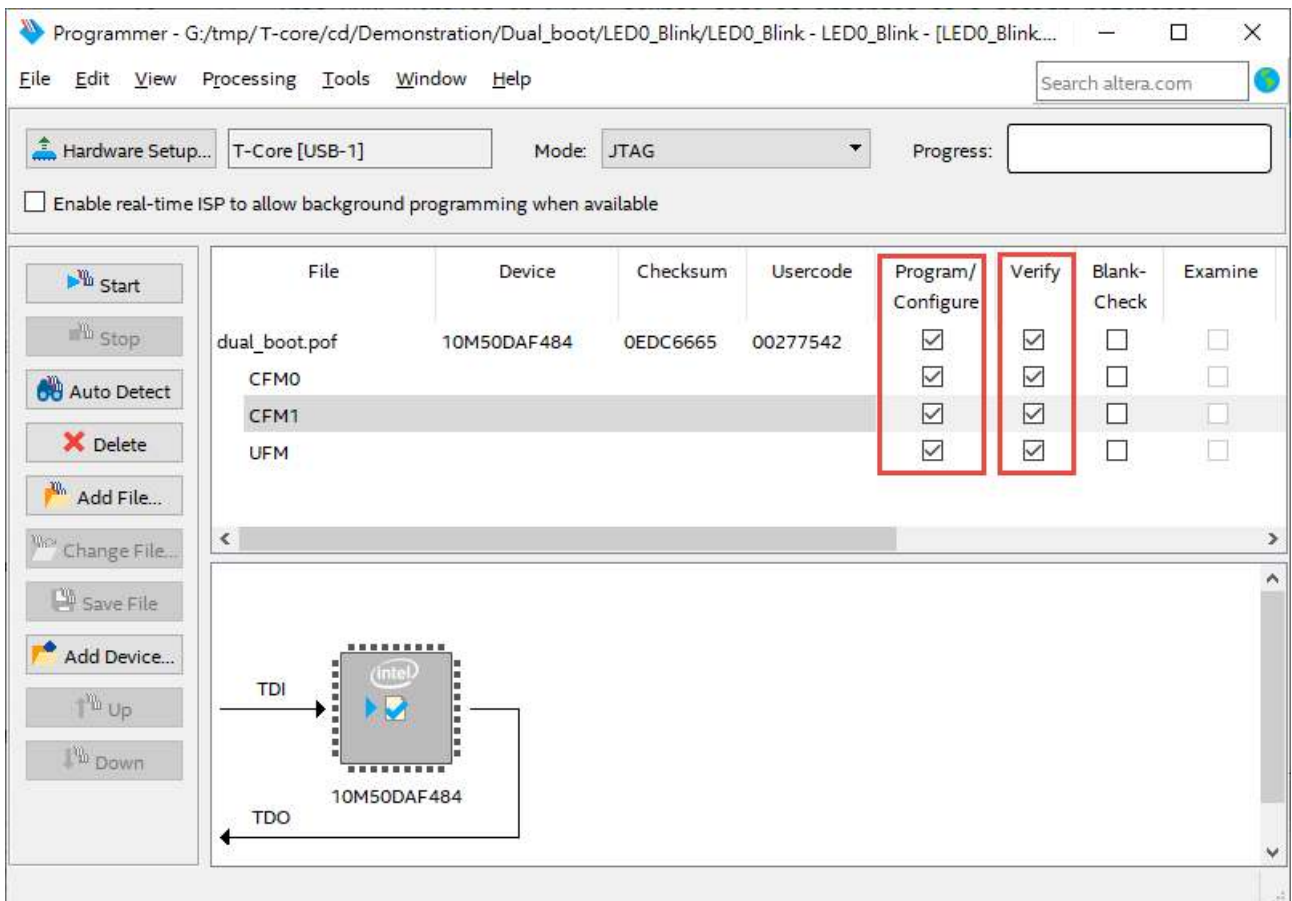 Programmer - G:/tmp/T-core/cd/Demonstration/Dual_boot/LED0_Blink/LED0_Blink - LED0_Blink - [LED0_Blink....
File Edit View Processing Tools Window Help Search altera.com
Hardware Setup... T-Core [USB-1] Mode: JTAG Progress:
Enable real-time ISP to allow background programming when available
Start
Stop
Auto Detect
Delete
Add File...
Change File...
Save File
Add Device...
Up
Down
File Device Checksum Usercode Program/ Verify Blank- Examine
Configure Check
dual_boot.pof 10M50DAF484 0EDC6665 00277542
CFM0
CFM1
UFM
intel
TDI
10M50DAF484
TDO